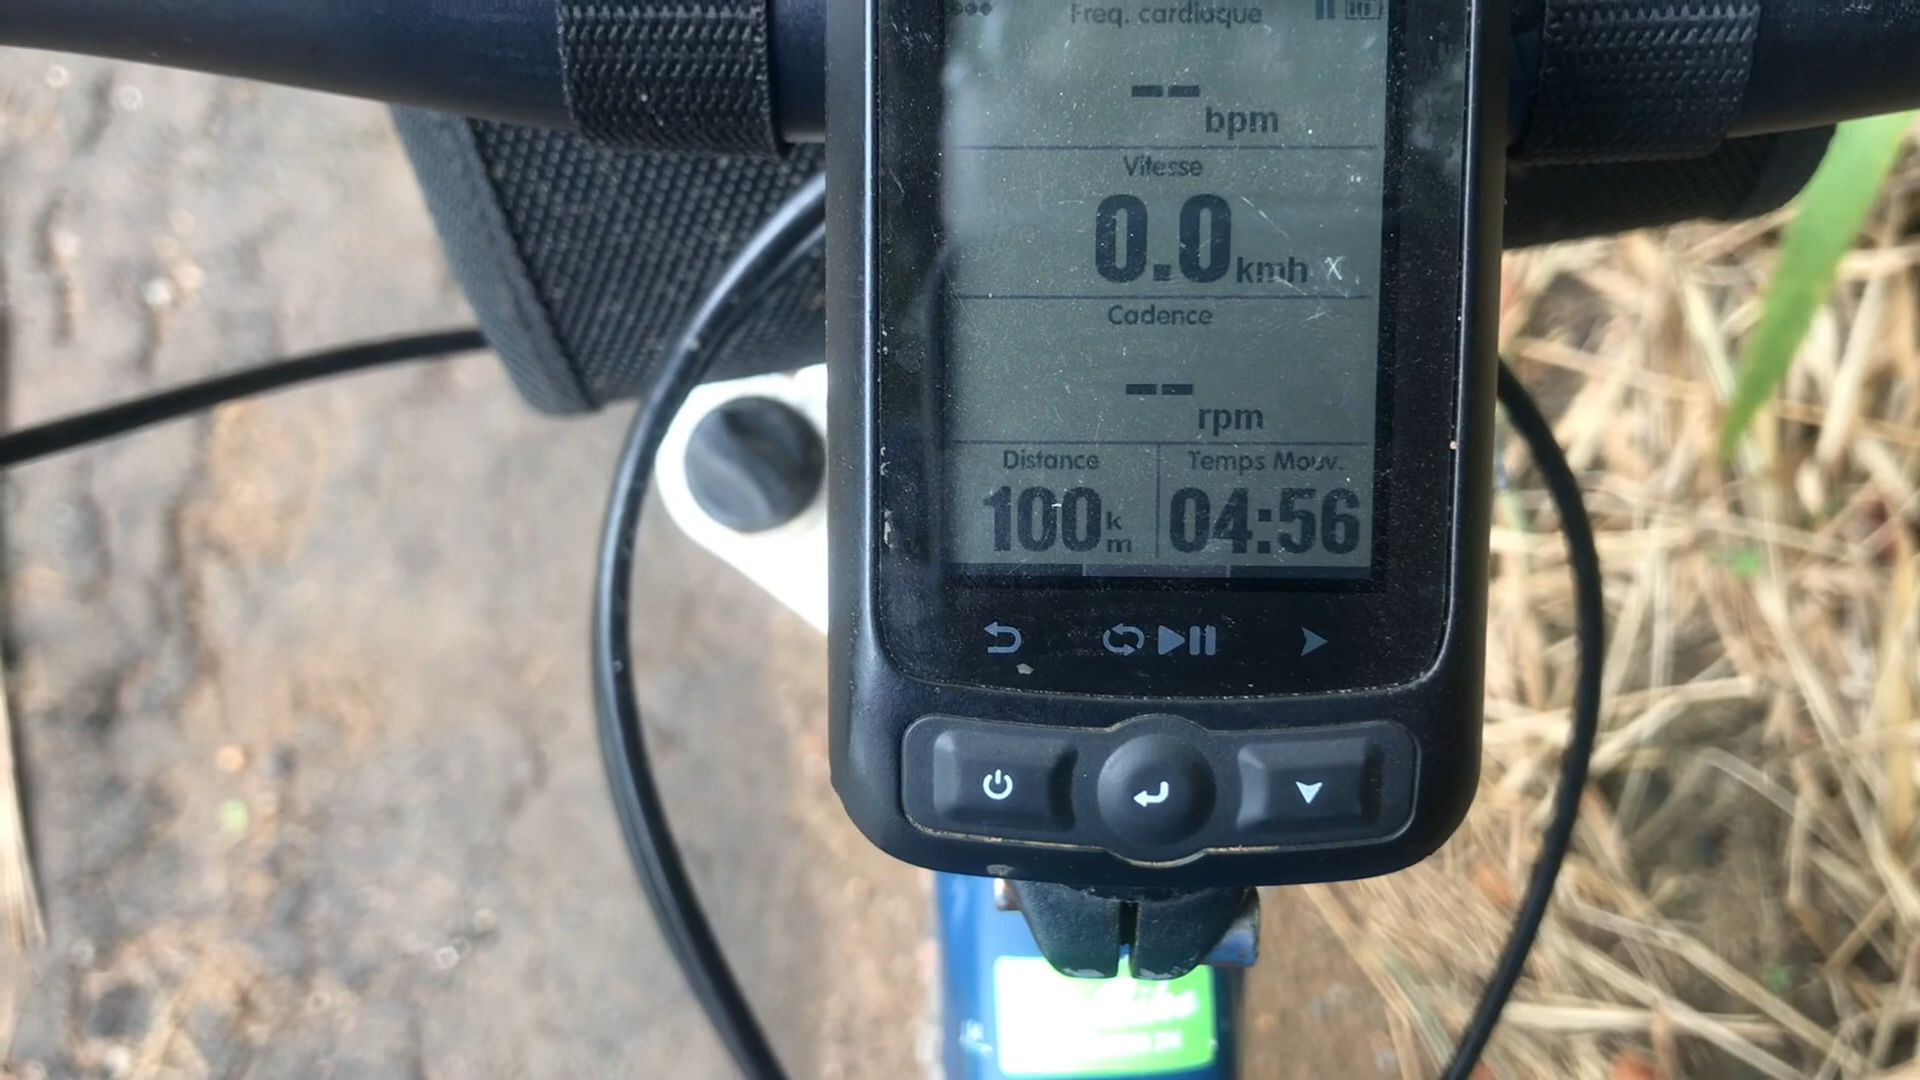 Freq. cardiaque
--
bpm
Vitesse
0.0 kmh
Cadence
--
rpm
Distance Temps Mouv.
100 km 04:56